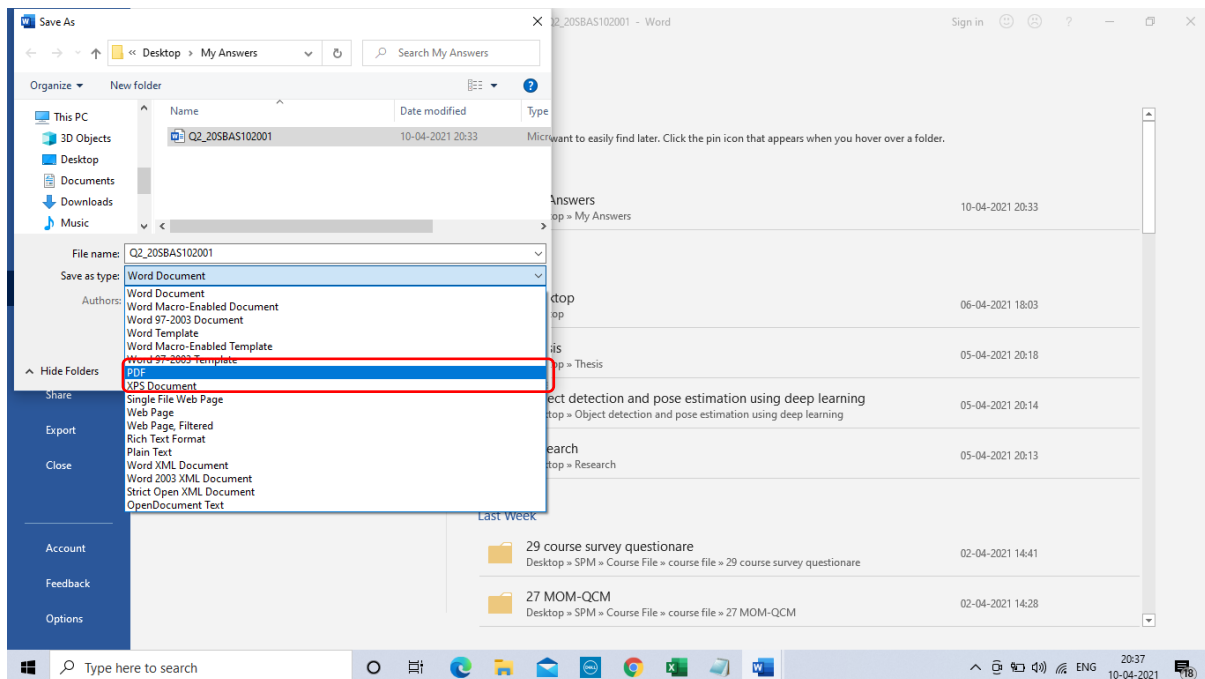 Save As
2_20SBAS102001 - Word
Sign in
?
« Desktop › My Answers
Search My Answers
Organize
New folder
?
Name
Date modified
Type
This PC
3D Objects
Desktop
Documents
Downloads
Music
Q2_20SBAS102001
10-04-2021 20:33
Micr
want to easily find later. Click the pin icon that appears when you hover over a folder.
Answers
op » My Answers
10-04-2021 20:33
File name:
Q2_20SBAS102001
Save as type:
Word Document
Authors:
Word Document
Word Macro-Enabled Document
Word 97-2003 Document
Word Template
Word Macro-Enabled Template
Word 97-2003 Template
PDF
XPS Document
Single File Web Page
Web Page
Web Page, Filtered
Rich Text Format
Plain Text
Word XML Document
Word 2003 XML Document
Strict Open XML Document
OpenDocument Text
Hide Folders
ktop
op
06-04-2021 18:03
sis
op » Thesis
05-04-2021 20:18
ect detection and pose estimation using deep learning
top » Object detection and pose estimation using deep learning
05-04-2021 20:14
earch
top » Research
05-04-2021 20:13
Share
Export
Close
Account
Feedback
Options
Last Week
29 course survey questionare
Desktop » SPM » Course File » course file » 29 course survey questionare
02-04-2021 14:41
27 MOM-QCM
Desktop » SPM » Course File » course file » 27 MOM-QCM
02-04-2021 14:28
Type here to search
DELL
ENG
20:37
10-04-2021
18